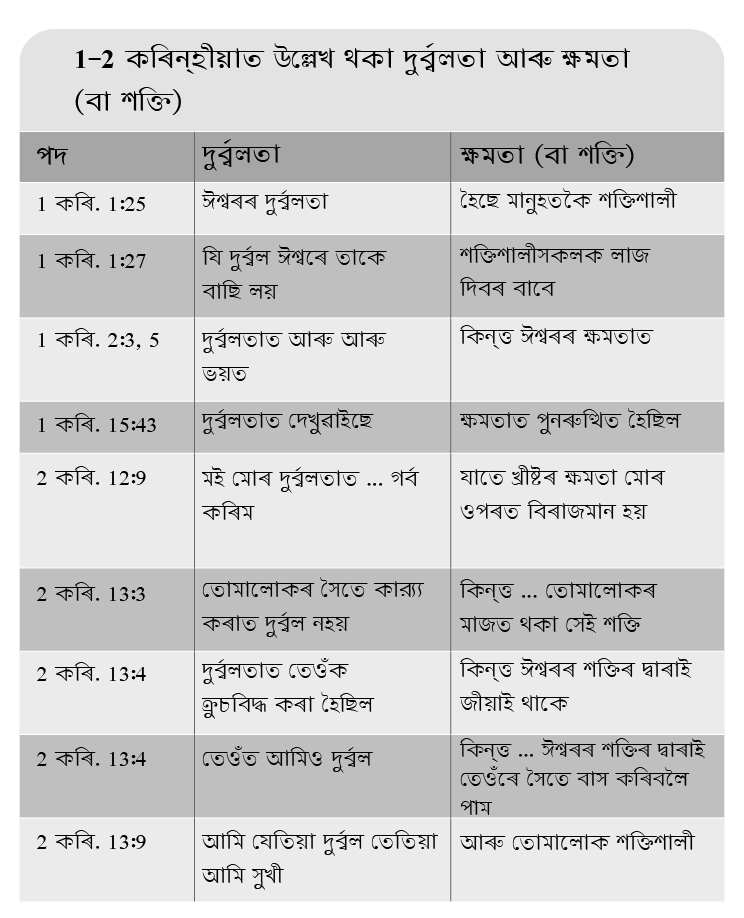 1-2 কৰিন্হীয়াত উল্লেখ থকা দুৰ্ব্বলতা আৰু ক্ষমতা
(বা শক্তি)
পদ দুৰ্ব্বলতা ক্ষমতা (বা শক্তি)
1 কৰি. 1:25 ঈশ্বৰৰ দুৰ্ব্বলতা হৈছে মানুহতকৈ শক্তিশালী
1 কৰি. 1:27 যি দুৰ্ব্বল ঈশ্বৰে তাকে শক্তিশালীসকলক লাজ
বাছি লয় দিবৰ বাবে
1 কৰি. 2:3, 5 দুৰ্ব্বলতাত আৰু আৰু কিন্ত্ত ঈশ্বৰৰ ক্ষমতাত
ভয়ত
1 কৰি. 15:43 দুৰ্ব্বলতাত দেখুৱাইছে ক্ষমতাত পুনৰুত্থিত হৈছিল
2 কৰি. 12:9 মই মোৰ দুৰ্ব্বলতাত ... গৰ্ব যাতে খ্ৰীষ্টৰ ক্ষমতা মোৰ
কৰিম ওপৰত বিৰাজমান হয়
2 কৰি. 13:3 তোমালোকৰ সৈতে কাৰ্য্য কিন্ত্ত ... তোমালোকৰ
কৰাত দুৰ্ব্বল নহয় মাজত থকা সেই শক্তি
2 কৰি. 13:4 দুৰ্ব্বলতাত তেওঁক কিন্ত্ত ঈশ্বৰৰ শক্তিৰ দ্বাৰাই
ক্ৰুচবিদ্ধ কৰা হৈছিল জীয়াই থাকে
2 কৰি. 13:4 তেওঁত আমিও দুৰ্ব্বল কিন্ত্ত ... ঈশ্বৰৰ শক্তিৰ দ্বাৰাই
তেওঁৰে সৈতে বাস কৰিবলৈ
পাম
2 কৰি. 13:9 আমি যেতিয়া দুৰ্ব্বল তেতিয়া আৰু তোমালোক শক্তিশালী
আমি সুখী